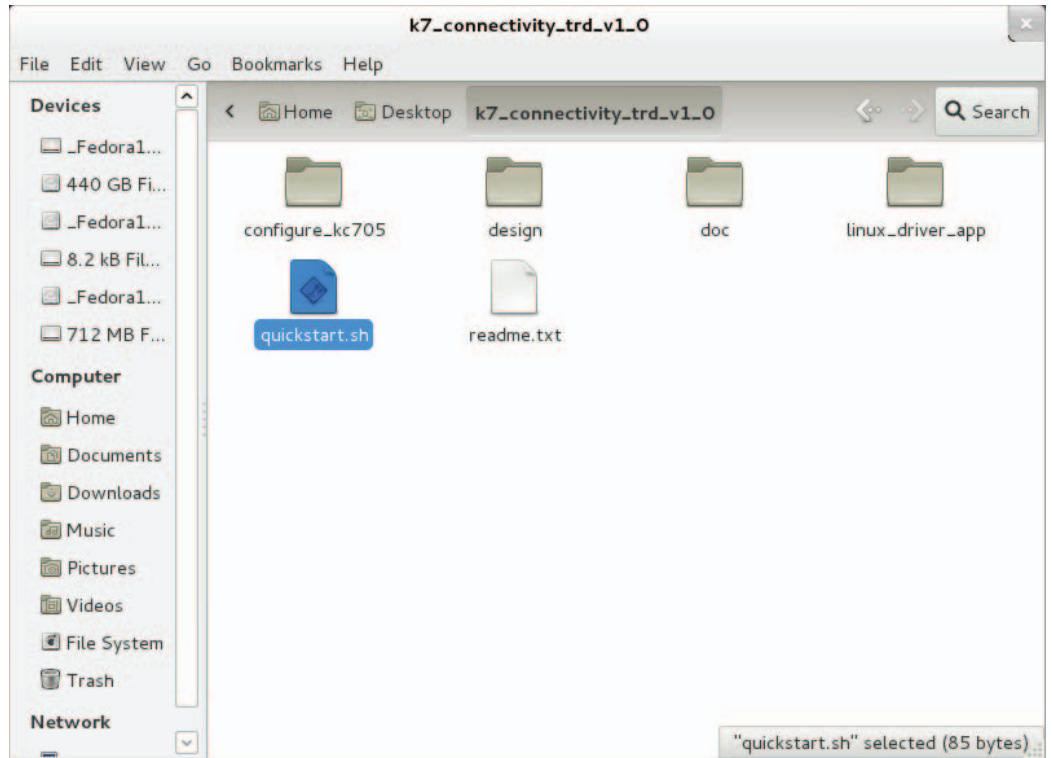 k7_connectivity_trd_v1_0
File Edit View Go Bookmarks Help
Devices
_Fedora1...
440 GB Fi...
_Fedora1...
8.2 kB Fil...
_Fedora1...
712 MB F...
Computer
Home
Documents
Downloads
Music
Pictures
Videos
File System
Trash
Network
Home Desktop k7_connectivity_trd_v1_0 Search
configure_kc705 design doc linux_driver_app
quickstart.sh readme.txt
"quickstart.sh" selected (85 bytes)